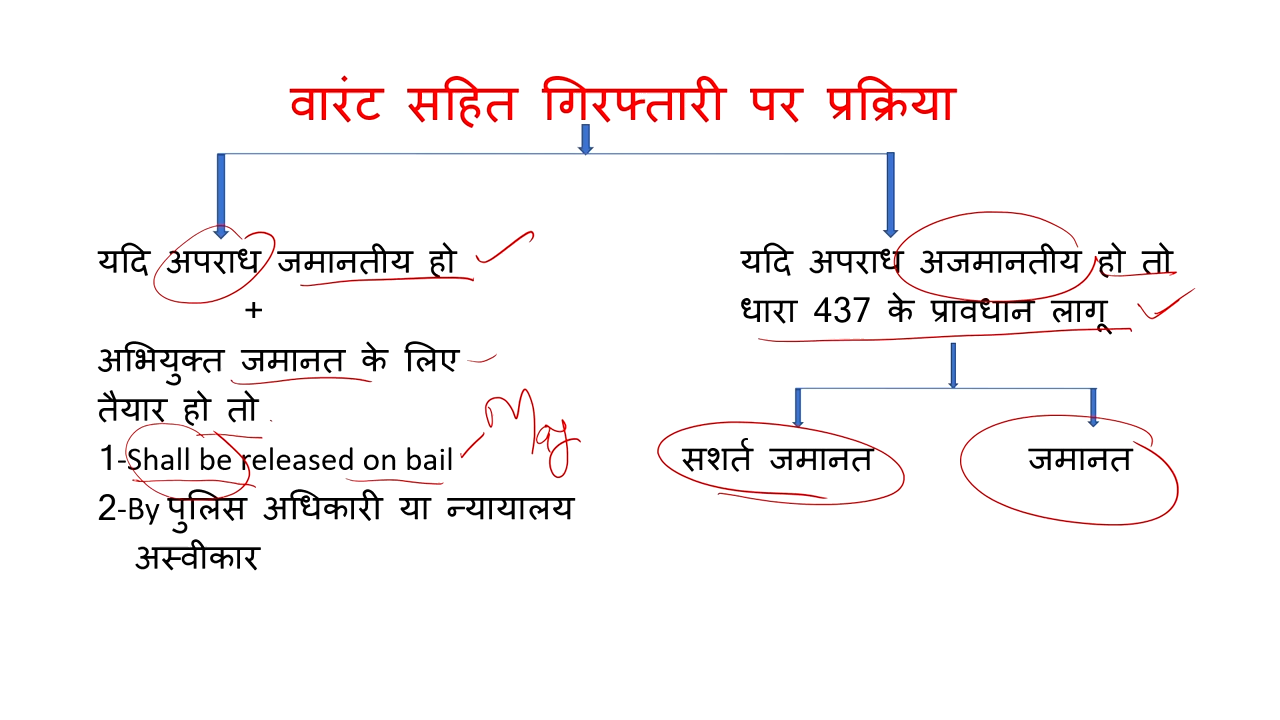 वारंट सहित गिरफ्तारी पर प्रक्रिया
यदि अपराध जमानतीय हो
+
अभियुक्त जमानत के लिए
तैयार हो तो
1-Shall be released on bail
2-By पुलिस अधिकारी या न्यायालय
अस्वीकार
यदि अपराध अजमानतीय हो तो
धारा 437 के प्रावधान लागू
सशर्त जमानत
जमानत